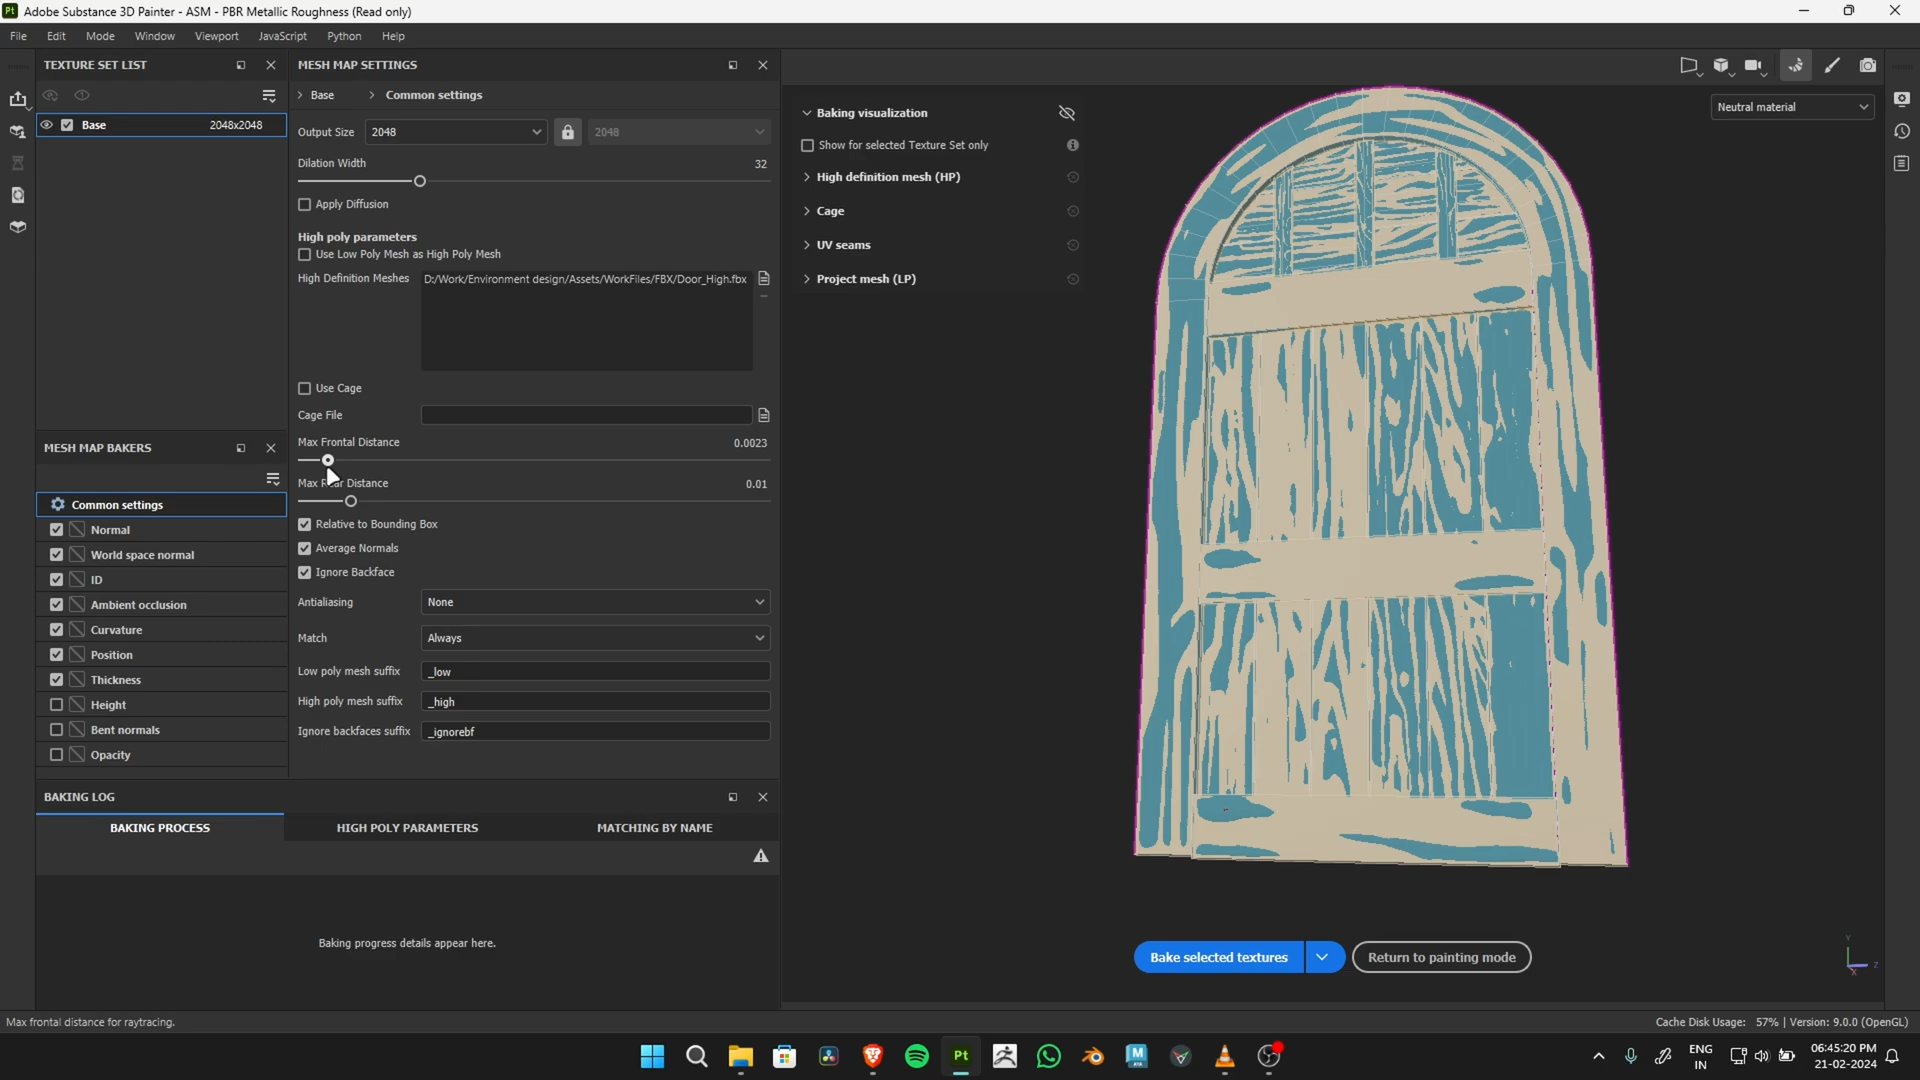 Pt Adobe Substance 3D Painter - ASM - PBR Metallic Roughness (Read only)
File Edit Mode Window Viewport JavaScript Python Help
TEXTURE SET LIST
Base 2048x2048
MESH MAP SETTINGS
Base Common settings
Output Size 2048 2048
Dilation Width 32
Apply Diffusion
High poly parameters
Use Low Poly Mesh as High Poly Mesh
High Definition Meshes D:/Work/Environment design/Assets/WorkFiles/FBX/Door_High.fbx
Use Cage
Cage File
Max Frontal Distance 0.0023
Max Distance 0.01
Relative to Bounding Box
Average Normals
Ignore Backface
Antialiasing None
Match Always
Low poly mesh suffix _low
High poly mesh suffix _high
Ignore backfaces suffix _ignorebf
MESH MAP BAKERS
Common settings
Normal
World space normal
ID
Ambient occlusion
Curvature
Position
Thickness
Height
Bent normals
Opacity
BAKING LOG
BAKING PROCESS HIGH POLY PARAMETERS MATCHING BY NAME
Baking progress details appear here.
Baking visualization
Show for selected Texture Set only
High definition mesh (HP)
Cage
UV seams
Project mesh (LP)
Neutral material
Bake selected textures Return to painting mode
Y
Z
X
Max frontal distance for raytracing.
Cache Disk Usage: 57% | Version: 9.0.0 (OpenGL)
Pt
ENG
IN
06:45:20 PM
21-02-2024